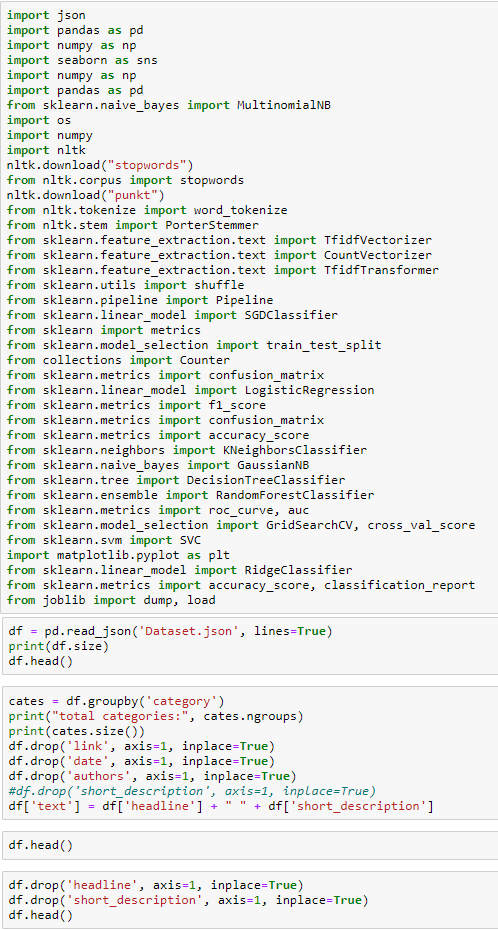 import json
import pandas as pd
import numpy as np
import seaborn as sns
import numpy as np
import pandas as pd
from sklearn.naive_bayes import MultinomialNB
import os
import numpy
import nltk
nltk.download("stopwords")
from nltk.corpus import stopwords
nltk.download("punkt")
from nltk.tokenize import word_tokenize
from nltk.stem import PorterStemmer
from sklearn.feature_extraction.text import TfidfVectorizer
from sklearn.feature_extraction.text import CountVectorizer
from sklearn.feature_extraction.text import TfidfTransformer
from sklearn.utils import shuffle
from sklearn.pipeline import Pipeline
from sklearn.linear_model import SGDClassifier
from sklearn import metrics
from sklearn.model_selection import train_test_split
from collections import Counter
from sklearn.metrics import confusion_matrix
from sklearn.linear_model import LogisticRegression
from sklearn.metrics import f1_score
from sklearn.metrics import confusion_matrix
from sklearn.metrics import accuracy_score
from sklearn.neighbors import KNeighborsClassifier
from sklearn.naive_bayes import GaussianNB
from sklearn.tree import DecisionTreeClassifier
from sklearn.ensemble import RandomForestClassifier
from sklearn.metrics import roc_curve, auc
from sklearn.model_selection import GridSearchCV, cross_val_score
from sklearn.svm import SVC
import matplotlib.pyplot as plt
from sklearn.linear_model import RidgeClassifier
from sklearn.metrics import accuracy_score, classification_report
from joblib import dump, load
df = pd.read_json('Dataset.json', lines=True)
print(df.size)
df.head()
cates = df.groupby('category')
print("total categories:", cates.ngroups)
print(cates.size())
df.drop('link', axis=1, inplace=True)
df.drop('date', axis=1, inplace=True)
df.drop('authors', axis=1, inplace=True)
#df.drop('short_description', axis=1, inplace=True)
df['text'] = df['headline'] + " " + df['short_description']
df.head()
df.drop('headline', axis=1, inplace=True)
df.drop('short_description', axis=1, inplace=True)
df.head()